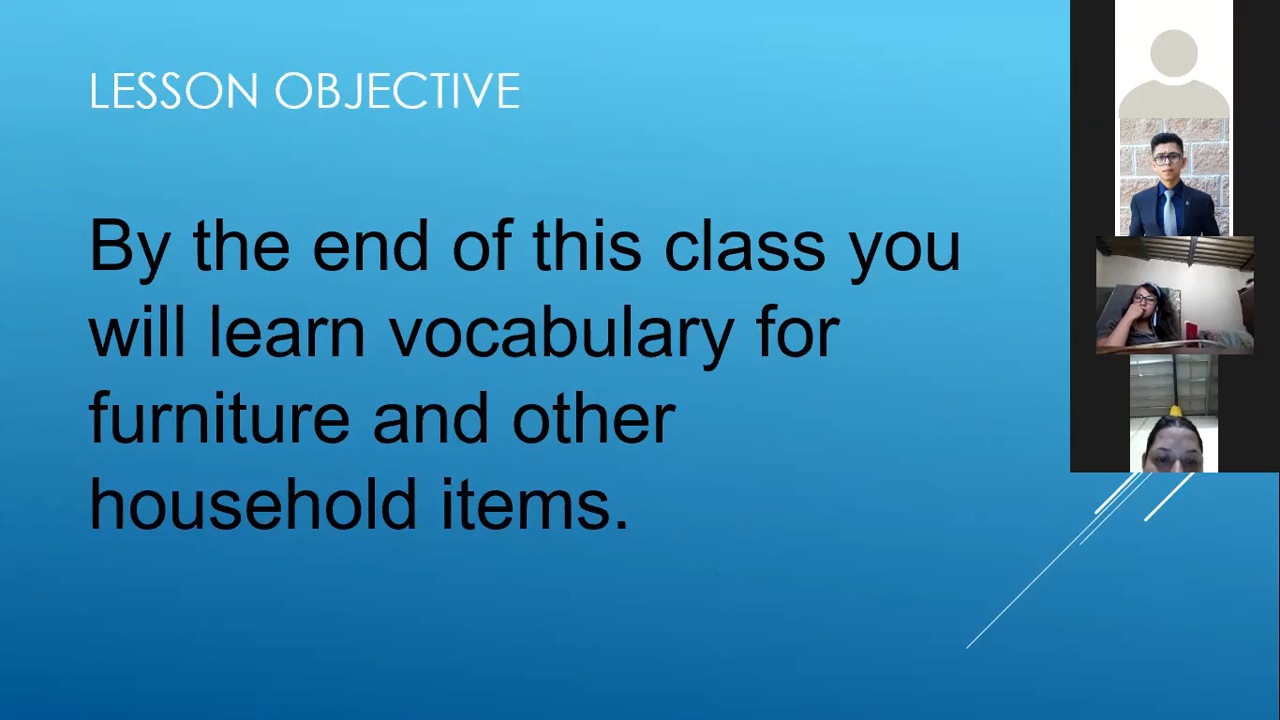 LESSON OBJECTIVE
By the end of this class you
will learn vocabulary for
furniture and other
household items.